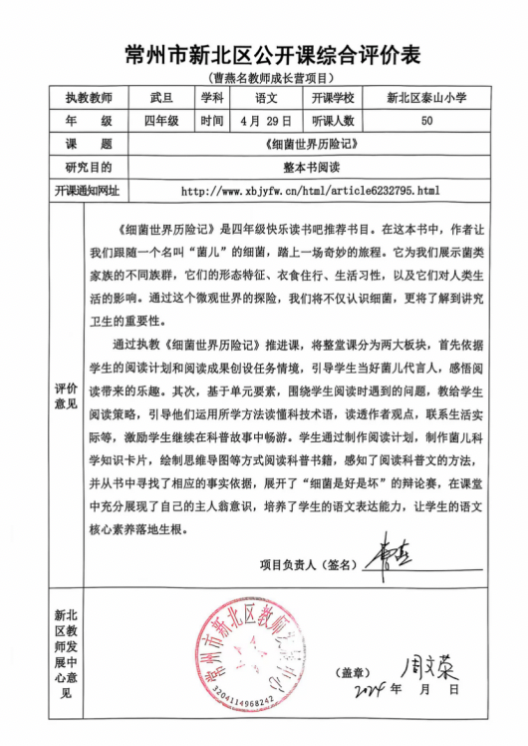 常州市新北区公开课综合评价表
(曹燕名教师成长营项目)
执教教师 武旦 学科 语文 开课学校 新北区泰山小学
年 级 四年级 时间 4月29日 听课人数 50
课 题 《细菌世界历险记》
研究目的 整本书阅读
开课通知网址 http://www.xbjyfw.cn/html/article6232795.html
《细菌世界历险记》是四年级快乐读书吧推荐书目。在这本书中，作者让
我们跟随一个名叫“菌儿”的细菌，踏上一场奇妙的旅程。它为我们展示菌类
家族的不同族群，它们的形态特征、衣食住行、生活习性，以及它们对人类生
活的影响。通过这个微观世界的探险，我们将不仅认识细菌，更将了解到讲究
卫生的重要性。
通过执教《细菌世界历险记》推进课，将整堂课分为两大板块，首先依据
学生的阅读计划和阅读成果创设任务情境，引导学生当好菌儿代言人，感悟阅
读带来的乐趣。其次，基于单元要素，围绕学生阅读时遇到的问题，教给学生
阅读策略，引导他们运用所学方法读懂科技术语，读透作者观点，联系生活实
际等，激励学生继续在科普故事中畅游。学生通过制作阅读计划，制作菌儿科
学知识卡片，绘制思维导图等方式阅读科普书籍，感知了阅读科普文的方法，
并从书中寻找了相应的事实依据，展开了“细菌是好是坏”的辩论赛，在课堂
中充分展现了自己的主人翁意识，培养了学生的语文表达能力，让学生的语文
核心素养落地生根。
评价
意见
项目负责人（签名） 曹燕
新北
区教
师发
展中
心意
见
常州市新北区教师发展中心
3204114968242
（盖章） 周文荣
2024 年 月 日